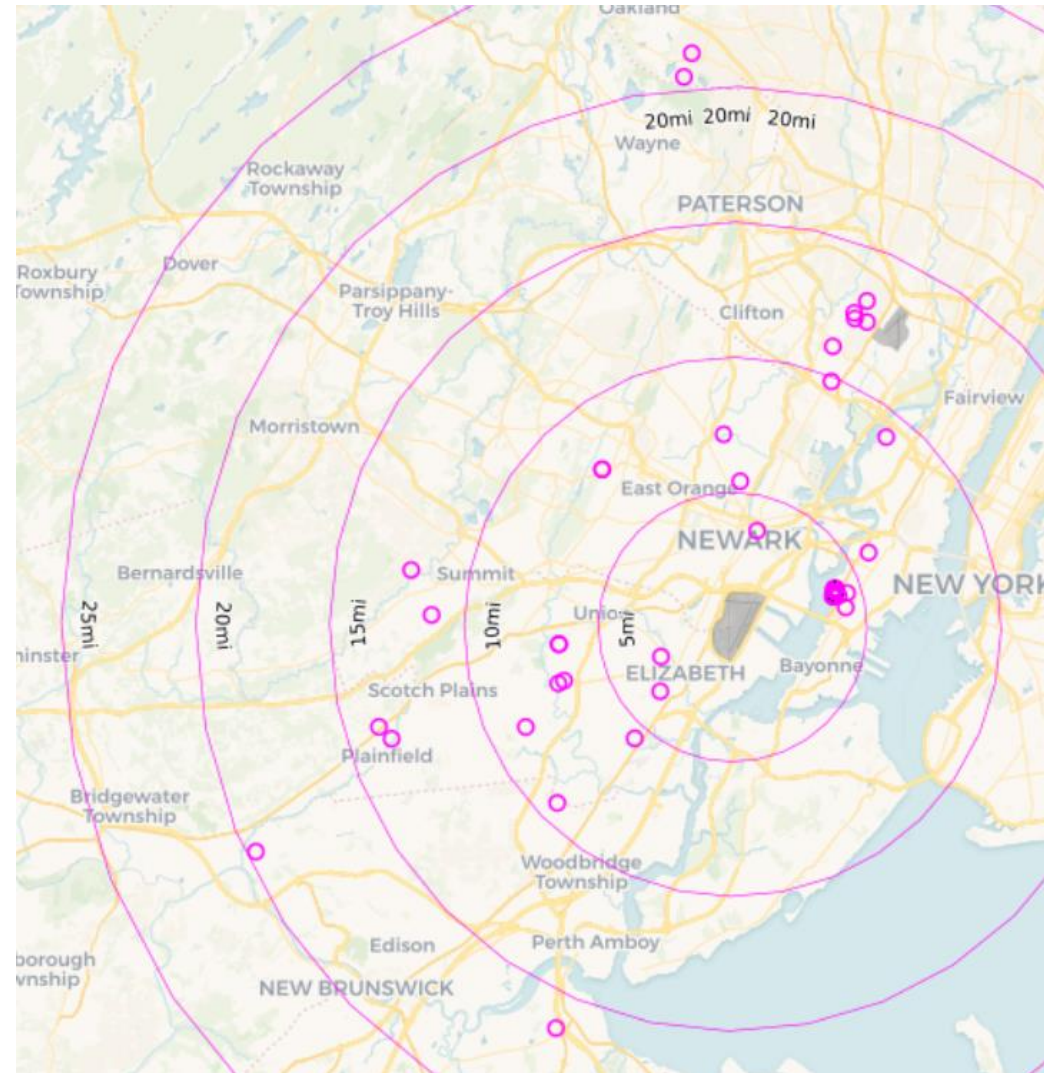 Oakland
20mi 20mi 20mi
Wayne
Rockaway
Township
PATERSON
Dover
Roxbury
Township
Parsippany-
Troy Hills
Clifton
Fairview
Morristown
East Orange
NEWARK
Bernardsville
Summit
NEW YORK
25mi
20mi
15mi
10mi
5mi
Union
minster
ELIZABETH
Bayonne
Scotch Plains
Plainfield
Bridgewater
Township
Woodbridge
Township
Edison
Perth Amboy
borough
wnship
NEW BRUNSWICK